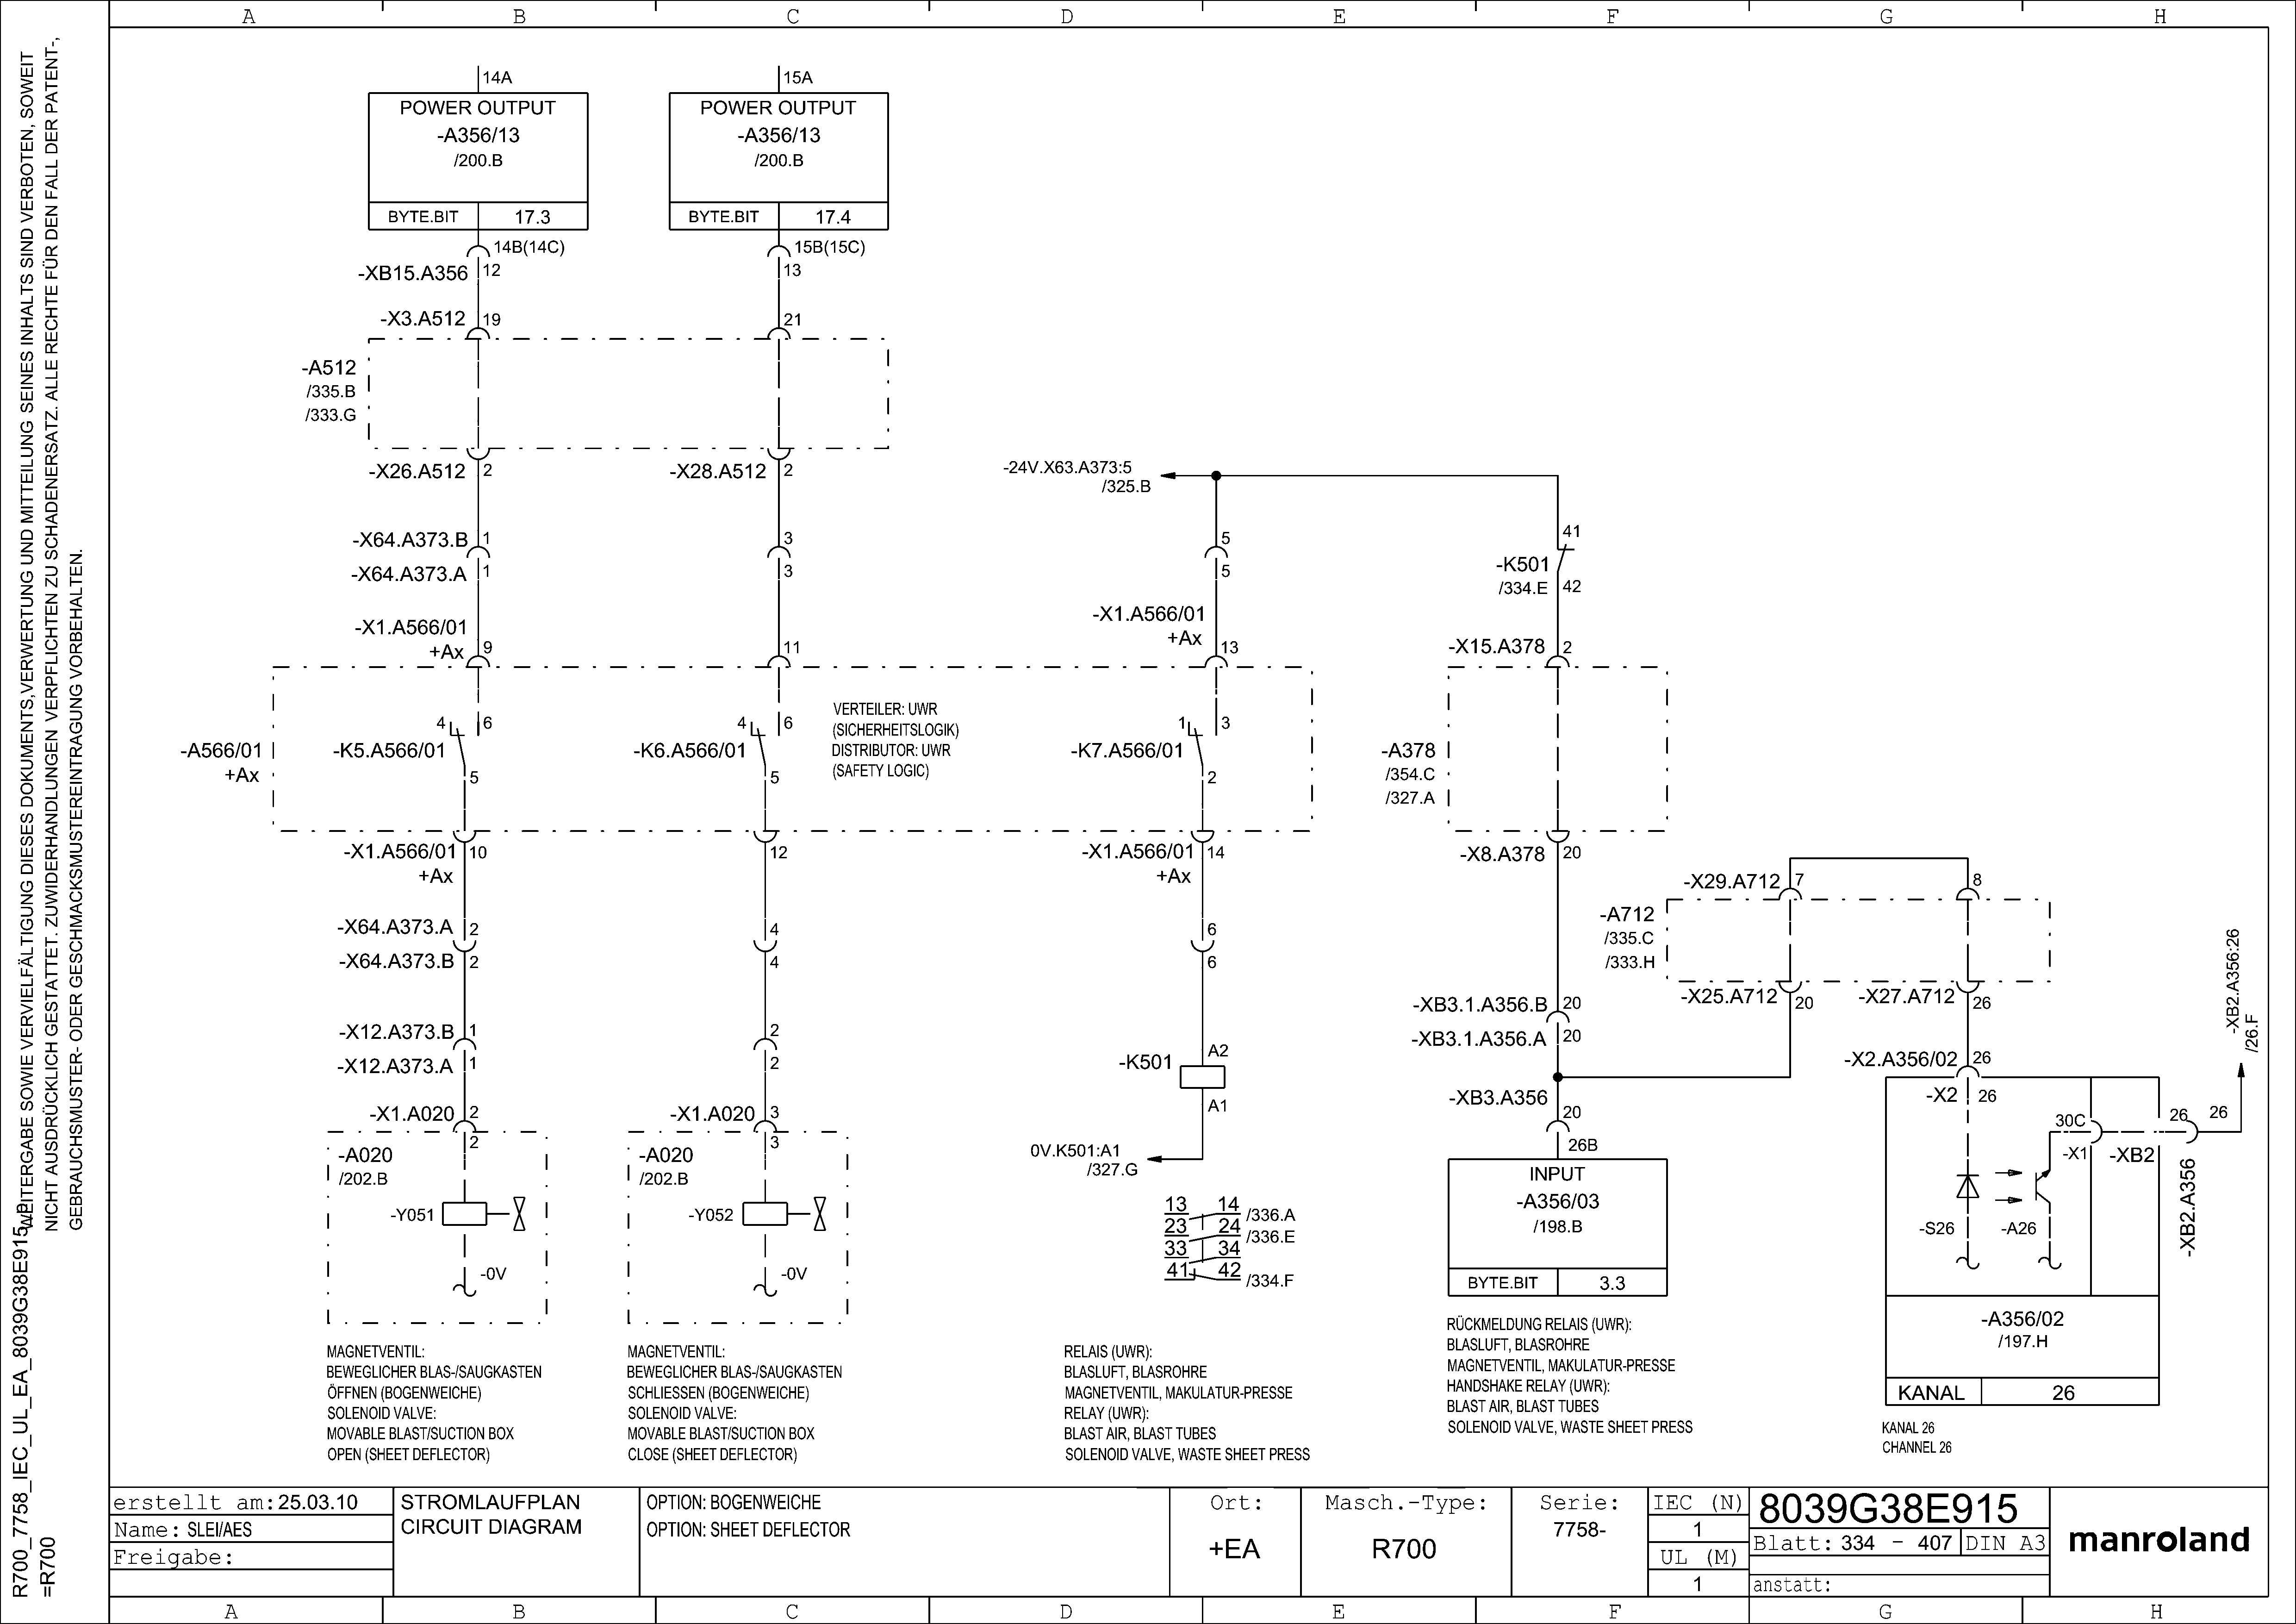 A B C D E F G H
WEITERGABE SOWIE VERVIELFÄLTIGUNG DIESES DOKUMENTS,VERWERTUNG UND MITTEILUNG SEINES INHALTS SIND VERBOTEN, SOWEIT
NICHT AUSDRÜCKLICH GESTATTET. ZUWIDERHANDLUNGEN VERPFLICHTEN ZU SCHADENERSATZ. ALLE RECHTE FÜR DEN FALL DER PATENT-,
GEBRAUCHSMUSTER- ODER GESCHMACKSMUSTEREINTRAGUNG VORBEHALTEN.
=R700
14A
POWER OUTPUT
-A356/13
/200.B
BYTE.BIT 17.3
14B(14C)
-XB15.A356 12
-X3.A512 19
15A
POWER OUTPUT
-A356/13
/200.B
BYTE.BIT 17.4
15B(15C)
13
21
-A512
/335.B
/333.G
-X26.A512 2
-X28.A512 2
-X64.A373.B 1
-X64.A373.A 1
3
3
-X1.A566/01
+Ax 9
11
-24V.X63.A373:5
/325.B
5
5
-X1.A566/01
+Ax 13
41
-K501
/334.E 42
-X15.A378 2
-A566/01
+Ax
4 6
-K5.A566/01
5
4 6
-K6.A566/01
5
VERTEILER: UWR
(SICHERHEITSLOGIK)
DISTRIBUTOR: UWR
(SAFETY LOGIC)
1 3
-K7.A566/01
2
-A378
/354.C
/327.A
-X1.A566/01 10
+Ax
12
-X1.A566/01 14
+Ax
-X8.A378 20
-X64.A373.A 2
-X64.A373.B 2
4
4
6
6
-X29.A712 7
8
-A712
/335.C
/333.H
-X25.A712 20
-X27.A712 26
-X12.A373.B 1
-X12.A373.A 1
2
2
-XB3.1.A356.B 20
-XB3.1.A356.A 20
-K501
A2
A1
-X1.A020 2
2
-A020
/202.B
-Y051
-0V
-X1.A020 3
3
-A020
/202.B
-Y052
-0V
0V.K501:A1
/327.G
13 14 /336.A
23 24 /336.E
33 34
41 42 /334.F
-XB3.A356
20
26B
INPUT
-A356/03
/198.B
BYTE.BIT 3.3
-X2.A356/02 26
-X2 26
-S26
-A26
30C
-X1
-XB2
26
26
-XB2.A356
-XB2.A356:26
/26.F
-A356/02
/197.H
KANAL 26
KANAL 26
CHANNEL 26
MAGNETVENTIL:
BEWEGLICHER BLAS-/SAUGKASTEN
ÖFFNEN (BOGENWEICHE)
SOLENOID VALVE:
MOVABLE BLAST/SUCTION BOX
OPEN (SHEET DEFLECTOR)
MAGNETVENTIL:
BEWEGLICHER BLAS-/SAUGKASTEN
SCHLIESSEN (BOGENWEICHE)
SOLENOID VALVE:
MOVABLE BLAST/SUCTION BOX
CLOSE (SHEET DEFLECTOR)
RELAIS (UWR):
BLASLUFT, BLASROHRE
MAGNETVENTIL, MAKULATUR-PRESSE
RELAY (UWR):
BLAST AIR, BLAST TUBES
SOLENOID VALVE, WASTE SHEET PRESS
RÜCKMELDUNG RELAIS (UWR):
BLASLUFT, BLASROHRE
MAGNETVENTIL, MAKULATUR-PRESSE
HANDSHAKE RELAY (UWR):
BLAST AIR, BLAST TUBES
SOLENOID VALVE, WASTE SHEET PRESS
erstellt am: 25.03.10
Name: SLEI/AES
Freigabe:
STROMLAUFPLAN
CIRCUIT DIAGRAM
OPTION: BOGENWEICHE
OPTION: SHEET DEFLECTOR
Ort:
+EA
Masch.-Type:
R700
Serie:
7758-
IEC (N)
1
UL (M)
1
8039G38E915
Blatt: 334 - 407 DIN A3
anstatt:
manroland
A B C D E F G H